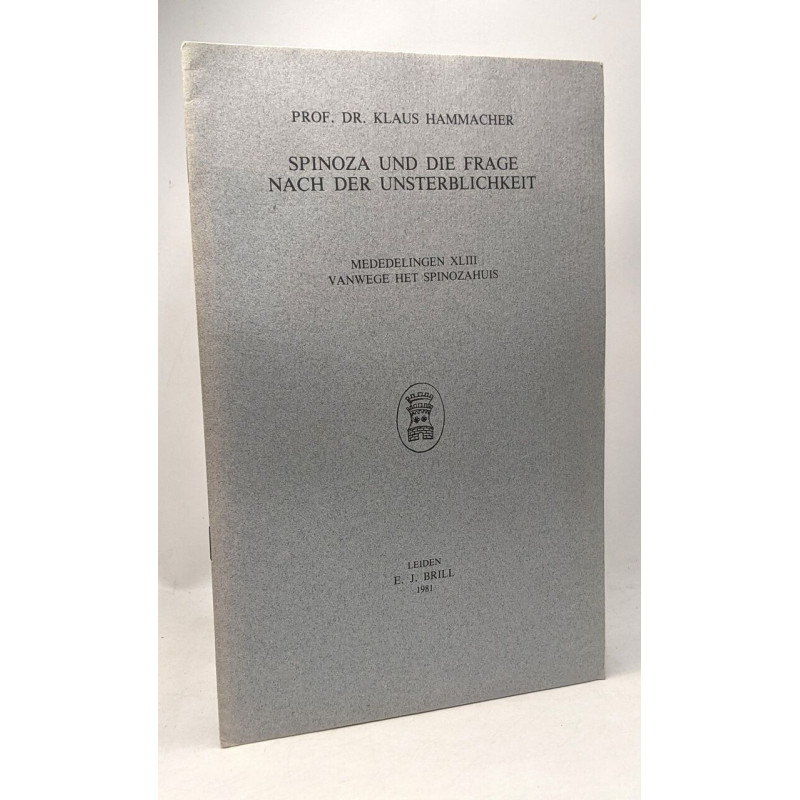 PROF. DR. KLAUS HAMMACHER
SPINOZA UND DIE FRAGE
NACH DER UNSTERBLICHKEIT
MEDEDELINGEN XLIII
VANWEGE HET SPINOZAHUIS
LEIDEN
E. J. BRILL
1981